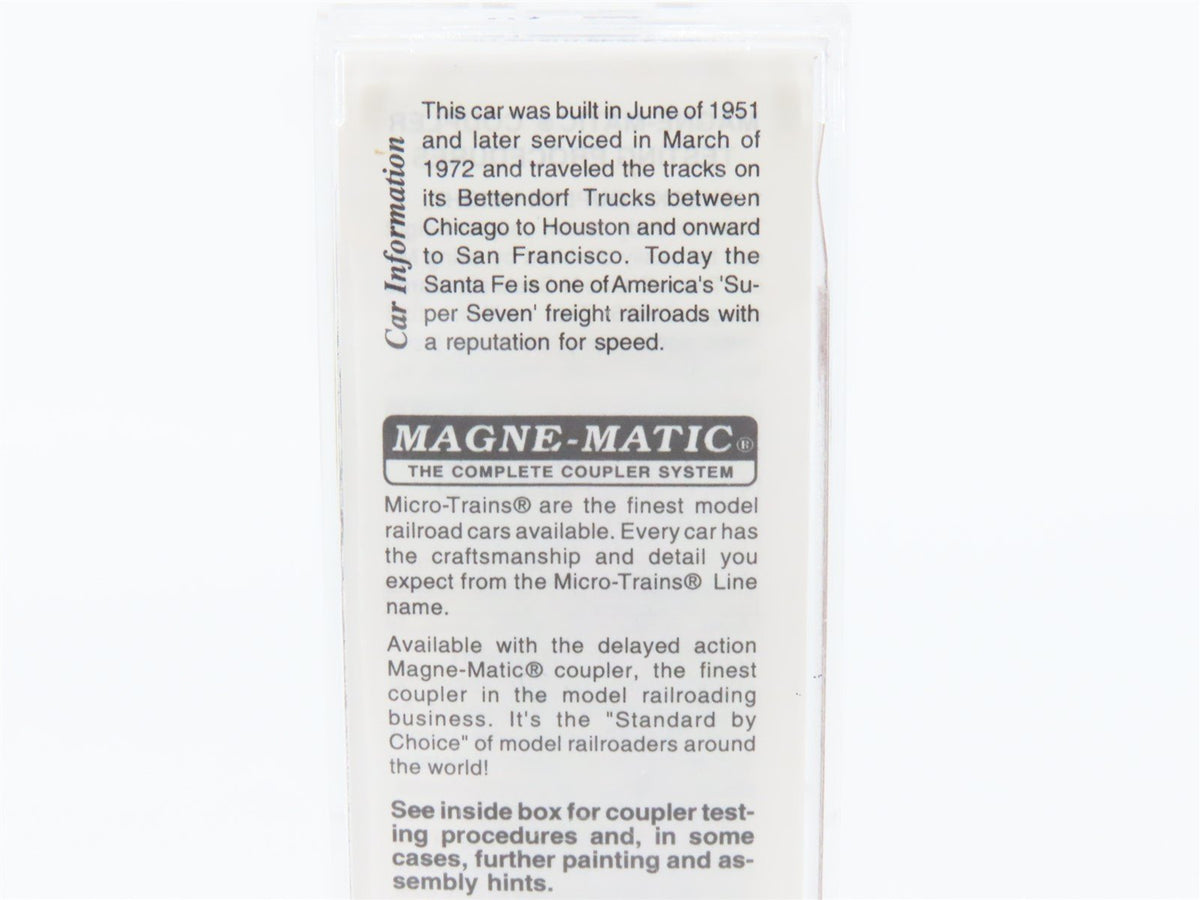 Car Information
This car was built in June of 1951
and later serviced in March of
1972 and traveled the tracks on
its Bettendorf Trucks between
Chicago to Houston and onward
to San Francisco. Today the
Santa Fe is one of America's 'Su-
per Seven' freight railroads with
a reputation for speed.
MAGNE-MATIC®
THE COMPLETE COUPLER SYSTEM
Micro-Trains® are the finest model
railroad cars available. Every car has
the craftsmanship and detail you
expect from the Micro-Trains® Line
name.
Available with the delayed action
Magne-Matic® coupler, the finest
coupler in the model railroading
business. It's the "Standard by
Choice" of model railroaders around
the world!
See inside box for coupler test-
ing procedures and, in some
cases, further painting and as-
sembly hints.